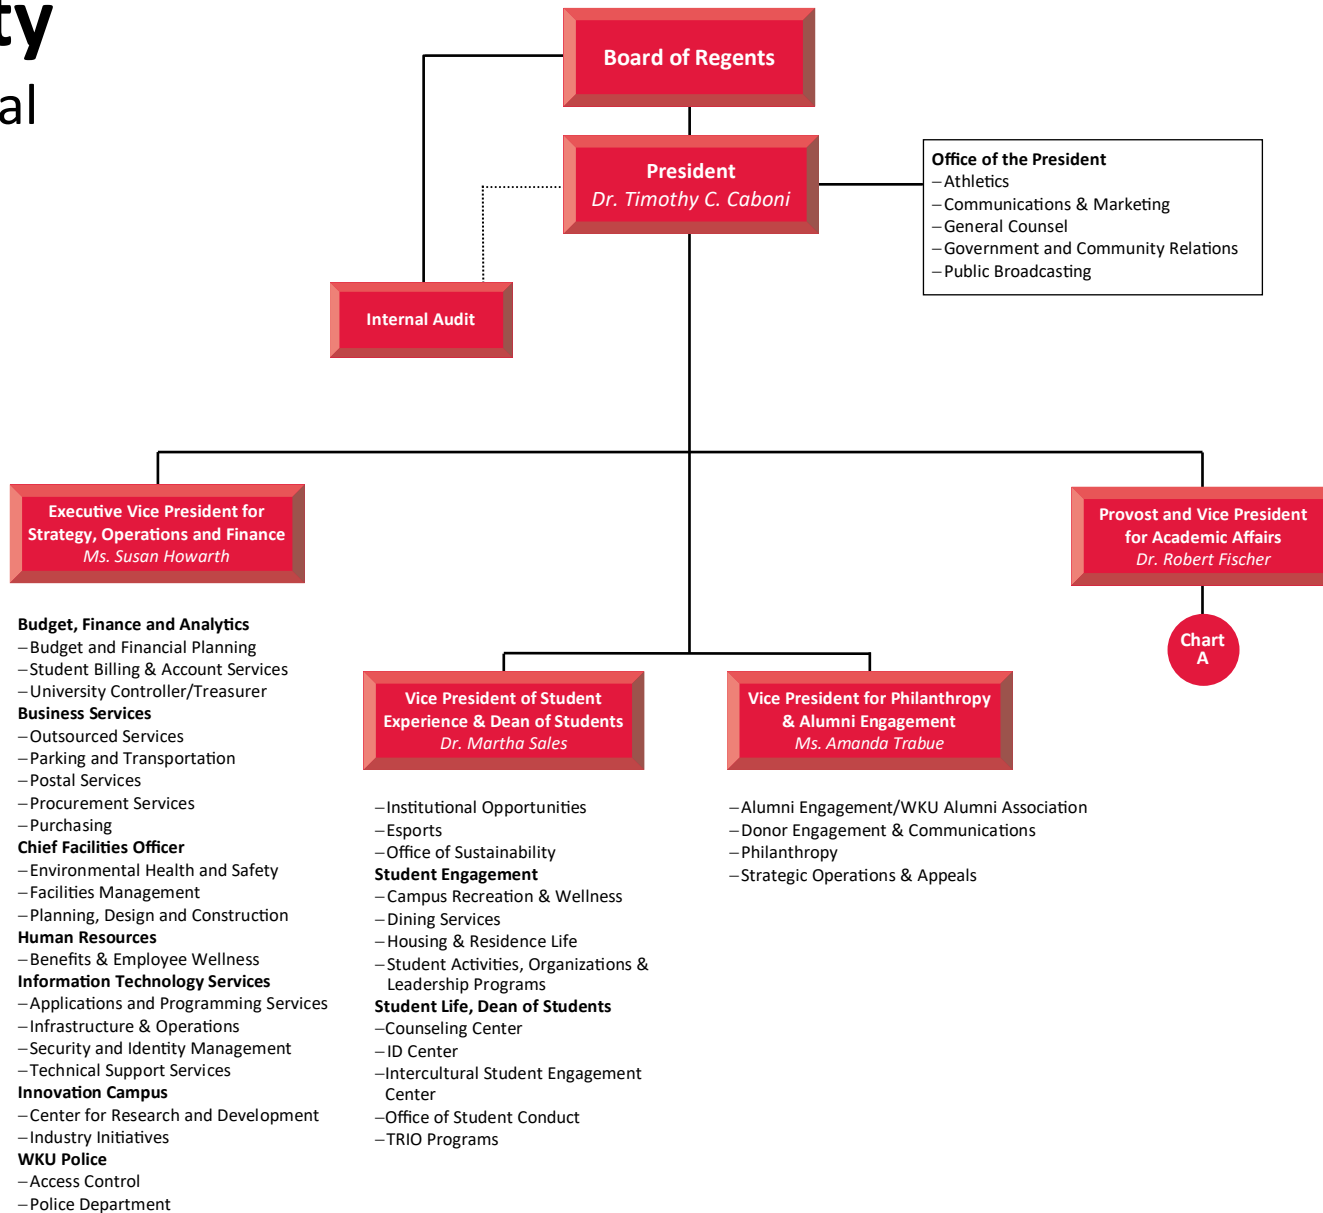 ty
al
Board of Regents
President
Dr. Timothy C. Caboni
Office of the President
–Athletics
–Communications & Marketing
–General Counsel
–Government and Community Relations
–Public Broadcasting
Internal Audit
Executive Vice President for
Strategy, Operations and Finance
Ms. Susan Howarth
Provost and Vice President
for Academic Affairs
Dr. Robert Fischer
Chart
A
Budget, Finance and Analytics
–Budget and Financial Planning
–Student Billing & Account Services
–University Controller/Treasurer
Business Services
–Outsourced Services
–Parking and Transportation
–Postal Services
–Procurement Services
–Purchasing
Chief Facilities Officer
–Environmental Health and Safety
–Facilities Management
–Planning, Design and Construction
Human Resources
–Benefits & Employee Wellness
Information Technology Services
–Applications and Programming Services
–Infrastructure & Operations
–Security and Identity Management
–Technical Support Services
Innovation Campus
–Center for Research and Development
–Industry Initiatives
WKU Police
–Access Control
–Police Department
Vice President of Student
Experience & Dean of Students
Dr. Martha Sales
–Institutional Opportunities
–Esports
–Office of Sustainability
Student Engagement
–Campus Recreation & Wellness
–Dining Services
–Housing & Residence Life
–Student Activities, Organizations &
Leadership Programs
Student Life, Dean of Students
–Counseling Center
–ID Center
–Intercultural Student Engagement
Center
–Office of Student Conduct
–TRIO Programs
Vice President for Philanthropy
& Alumni Engagement
Ms. Amanda Trabue
–Alumni Engagement/WKU Alumni Association
–Donor Engagement & Communications
–Philanthropy
–Strategic Operations & Appeals